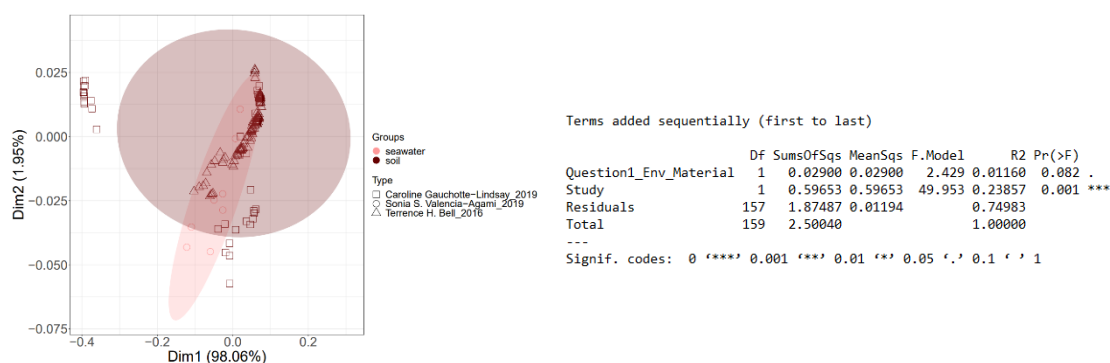 0.025
0.000
−0.025
−0.050
−0.075
Dim2 (1.95%)
−0.4
−0.2
0.0
0.2
Dim1 (98.06%)
Groups
seawater
soil
Type
Caroline Gauchotte−Lindsay_2019
Sonia S. Valencia−Agami_2019
Terrence H. Bell_2016
Terms added sequentially (first to last)
Df SumsOfSqs MeanSqs F.Model R2 Pr(>F)
Question1_Env_Material 1 0.02900 0.02900 2.429 0.01160 0.082 .
Study 1 0.59653 0.59653 49.953 0.23857 0.001 ***
Residuals 157 1.87487 0.01194 0.74983
Total 159 2.50040 1.00000
---
Signif. codes: 0 ‘***’ 0.001 ‘**’ 0.01 ‘*’ 0.05 ‘.’ 0.1 ‘ ’ 1